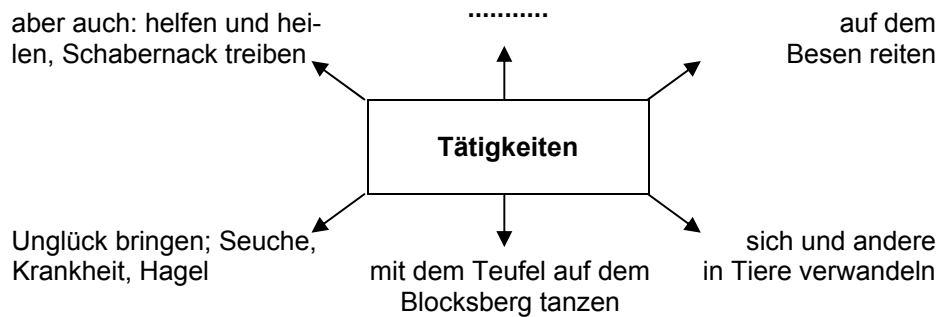 aber auch: helfen und hei-
len, Schabernack treiben
...........
auf dem
Besen reiten
Tätigkeiten
Unglück bringen; Seuche,
Krankheit, Hagel
mit dem Teufel auf dem
Blocksberg tanzen
sich und andere
in Tiere verwandeln